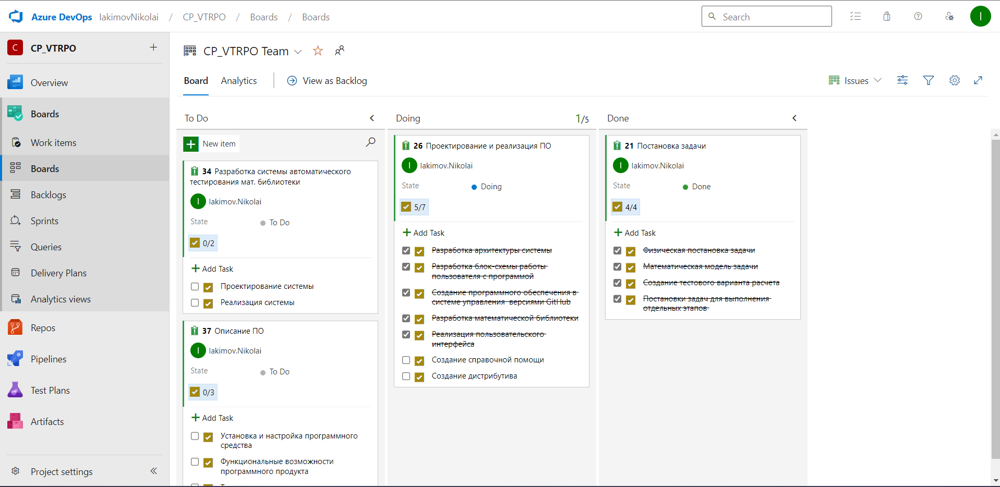 Azure DevOps IakimovNikolai / CP_VTRPO / Boards / Boards
Search
I
C CP_VTRPO
Overview
Boards
Work items
Boards
Backlogs
Sprints
Queries
Delivery Plans
Analytics views
Repos
Pipelines
Test Plans
Artifacts
Project settings
CP_VTRPO Team
Board Analytics View as Backlog
Issues
To Do
New item
34 Разработка системы автоматического
тестирования мат. библиотеки
I Iakimov.Nikolai
State To Do
0/2
Add Task
Проектирование системы
Реализация системы
37 Описание ПО
I Iakimov.Nikolai
State To Do
0/3
Add Task
Установка и настройка программного
средства
Функциональные возможности
программного продукта
Doing 1/5
26 Проектирование и реализация ПО
I Iakimov.Nikolai
State Doing
5/7
Add Task
Разработка архитектуры системы
Разработка блок-схемы работы
пользователя с программой
Создание программного обеспечения в
системе управления версиями GitHub
Разработка математической библиотеки
Реализация пользовательского
интерфейса
Создание справочной помощи
Создание дистрибутива
Done
21 Постановка задачи
I Iakimov.Nikolai
State Done
4/4
Add Task
Физическая постановка задачи
Математическая модель задачи
Создание тестового варианта расчета
Постановки задач для выполнения
отдельных этапов